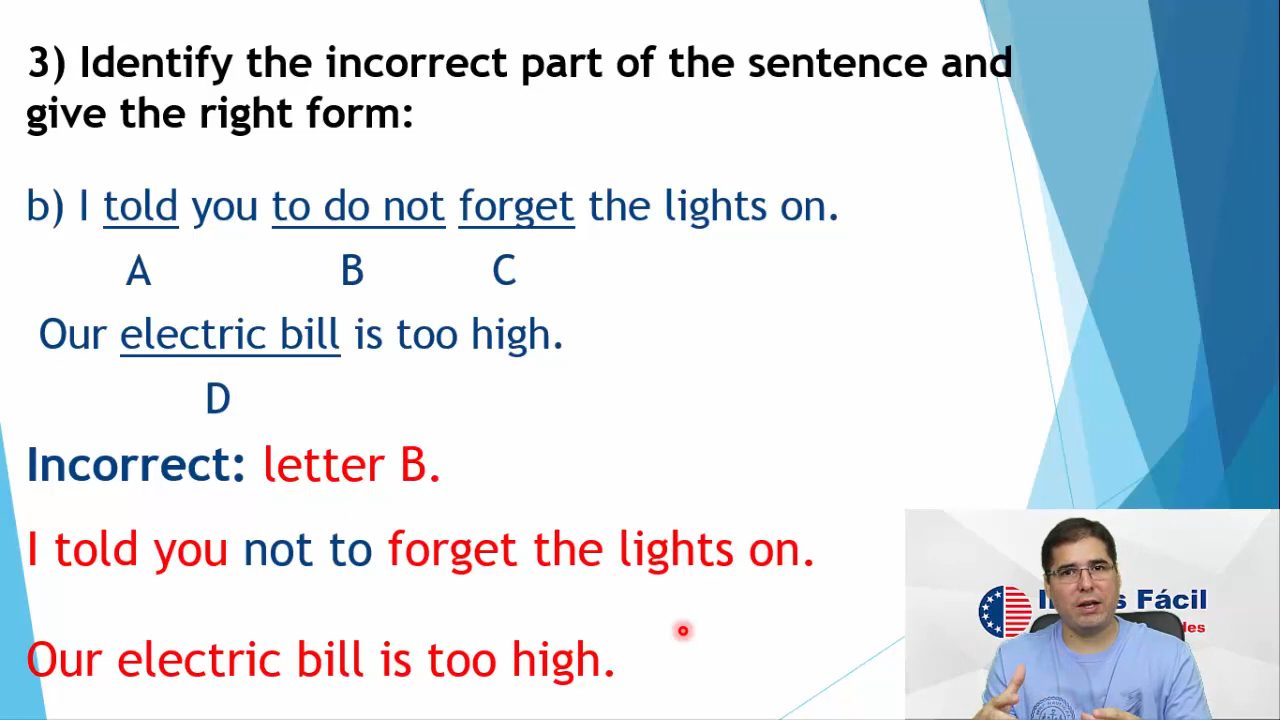 3) Identify the incorrect part of the sentence and
give the right form:
b) I told you to do not forget the lights on.
A B C
Our electric bill is too high.
D
Incorrect: letter B.
I told you not to forget the lights on.
Our electric bill is too high.
Fácil